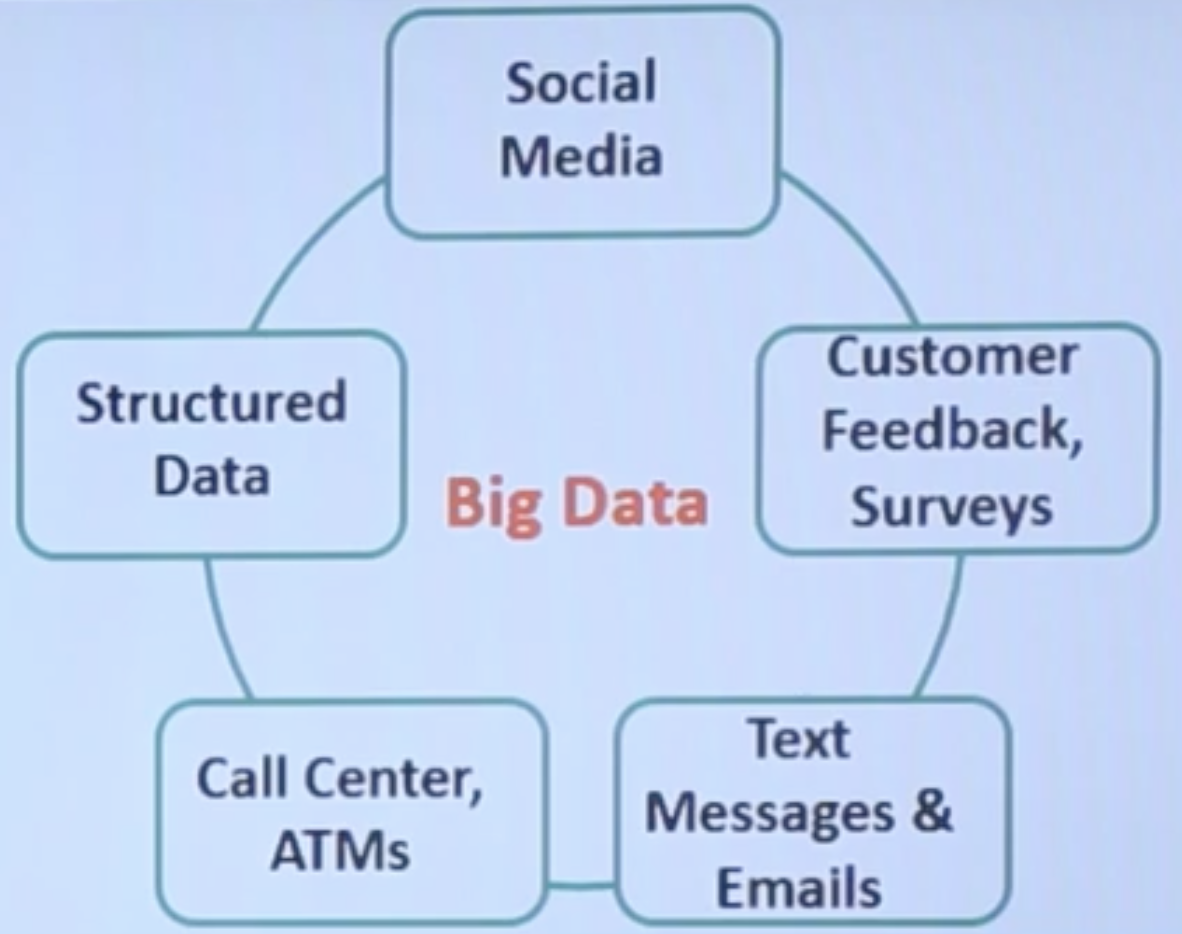 Social
Media
Customer
Feedback,
Surveys
Text
Messages &
Emails
Call Center,
ATMs
Structured
Data
Big Data